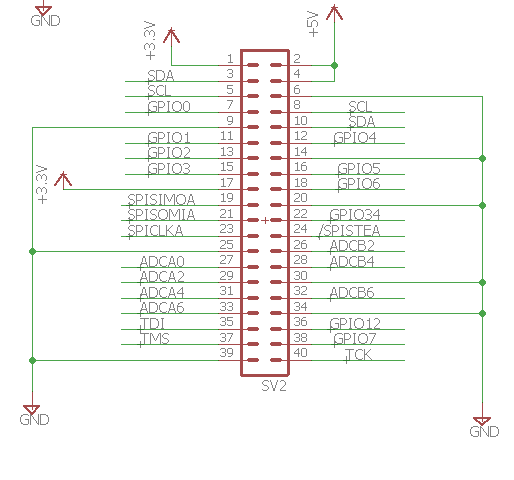 GND
+3.3V
+5V
1 2
3 4
SDA
5 6
SCL
7 8
GPIO0 SCL
9 10
SDA
11 12
GPIO1 GPIO4
13 14
GPIO2
15 16
GPIO3 GPIO5
+3.3V
17 18
GPIO6
19 20
SPISIMOA
21 22
SPISOMIA GPIO34
23 24
SPICLKA /SPISTEA
25 26
ADCB2
27 28
ADCA0 ADCB4
29 30
ADCA2
31 32
ADCA4 ADCB6
33 34
ADCA6
35 36
TDI GPIO12
37 38
TMS GPIO7
39 40
TCK
SV2
GND
GND